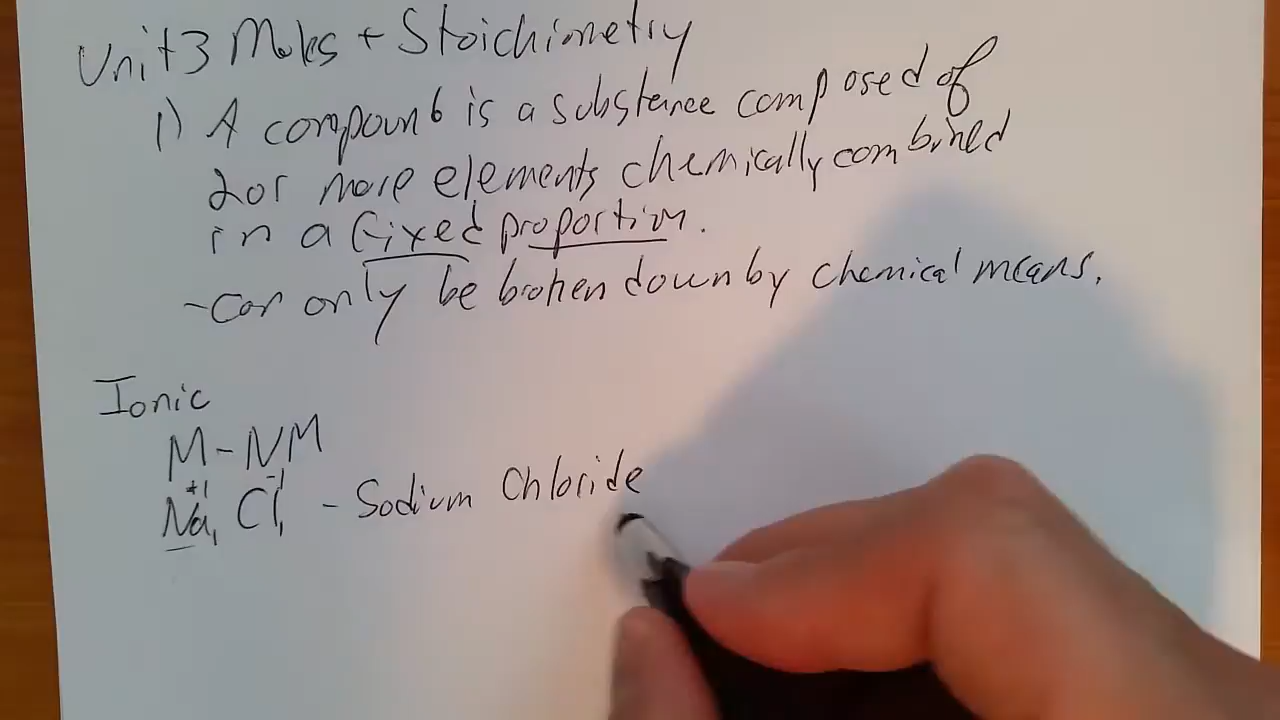 Unit 3 Moles + Stoichiometry
1) A compound is a substance composed of
2 or more elements chemically combined
in a fixed proportion.
- can only be broken down by chemical means.
Ionic
M - NM
+1 -1
Na1 Cl1 - Sodium Chloride